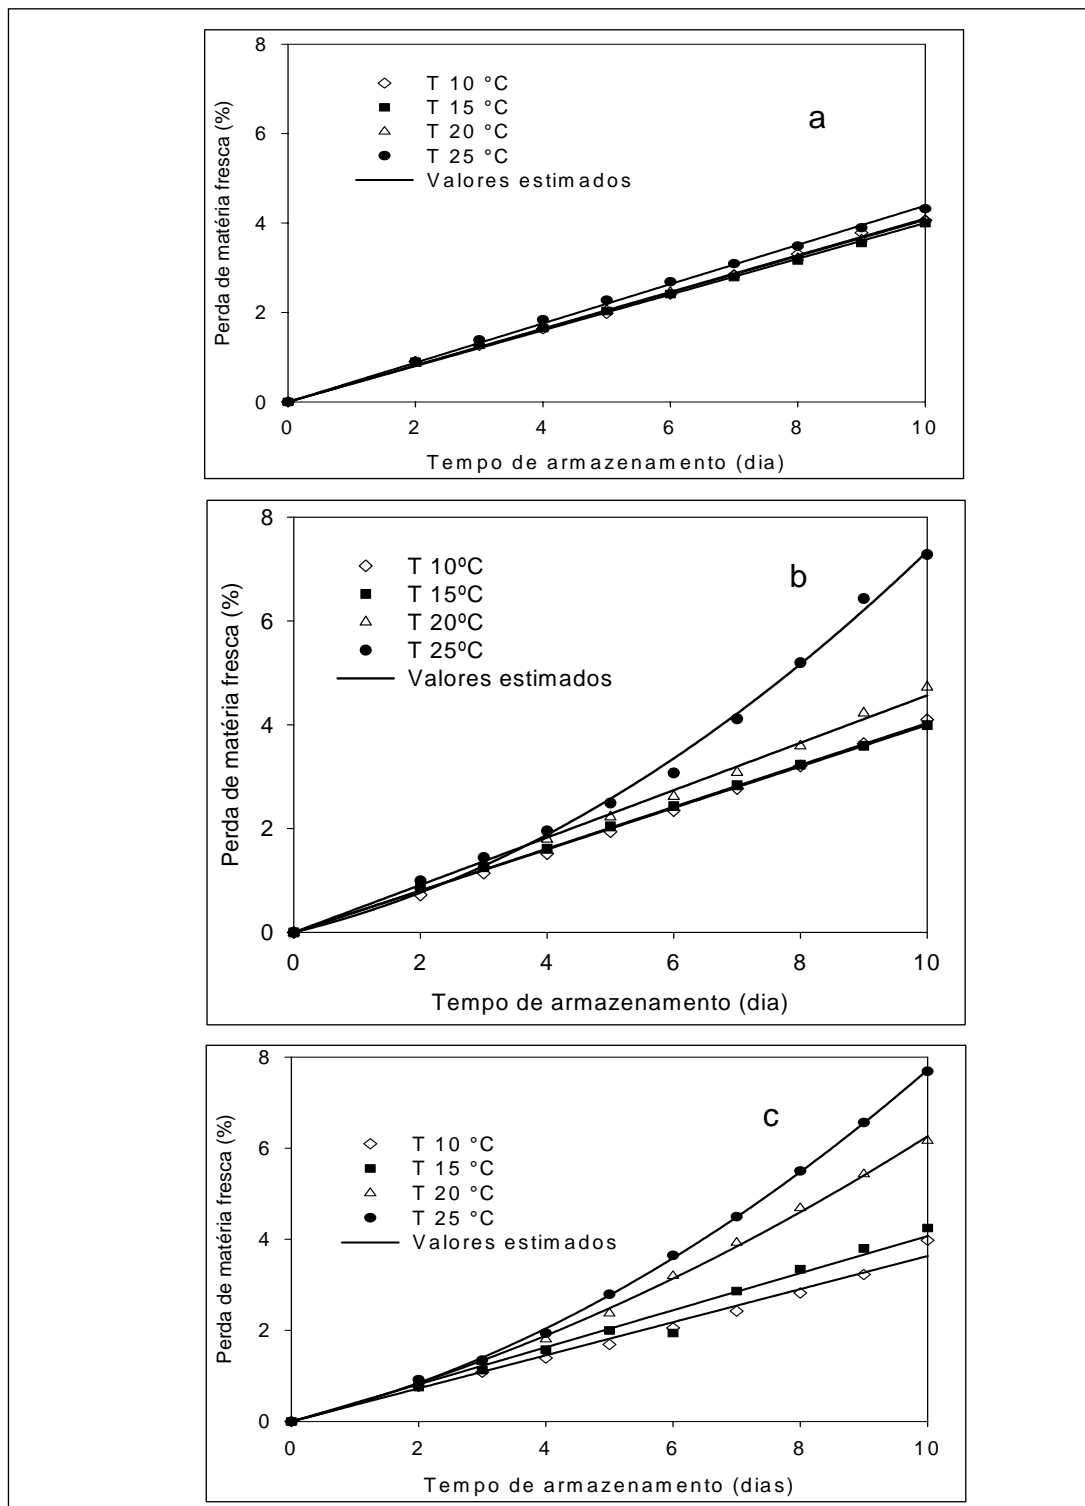 8
T 10 °C
T 15 °C
T 20 °C
T 25 °C
Valores estimados
a
6
4
2
0
Perda de matéria fresca (%)
0 2 4 6 8 10
Tempo de armazenamento (dia)
8
T 10ºC
T 15ºC
T 20ºC
T 25ºC
Valores estimados
b
6
4
2
0
Perda de matéria fresca (%)
0 2 4 6 8 10
Tempo de armazenamento (dia)
8
T 10 °C
T 15 °C
T 20 °C
T 25 °C
Valores estimados
c
6
4
2
0
Perda de matéria fresca (%)
0 2 4 6 8 10
Tempo de armazenamento (dias)